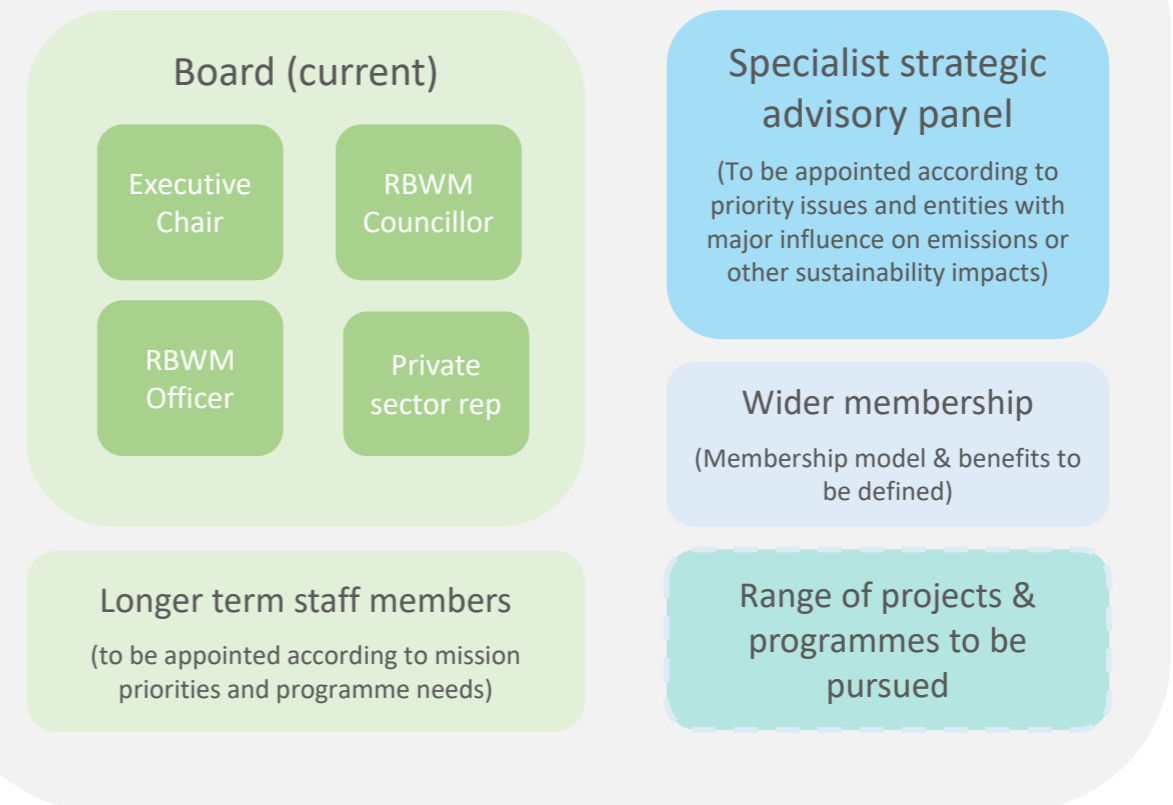 Board (current)
Executive
Chair
RBWM
Councillor
RBWM
Officer
Private
sector rep
Longer term staff members
(to be appointed according to mission
priorities and programme needs)
Specialist strategic
advisory panel
(To be appointed according to
priority issues and entities with
major influence on emissions or
other sustainability impacts)
Wider membership
(Membership model & benefits to
be defined)
Range of projects &
programmes to be
pursued